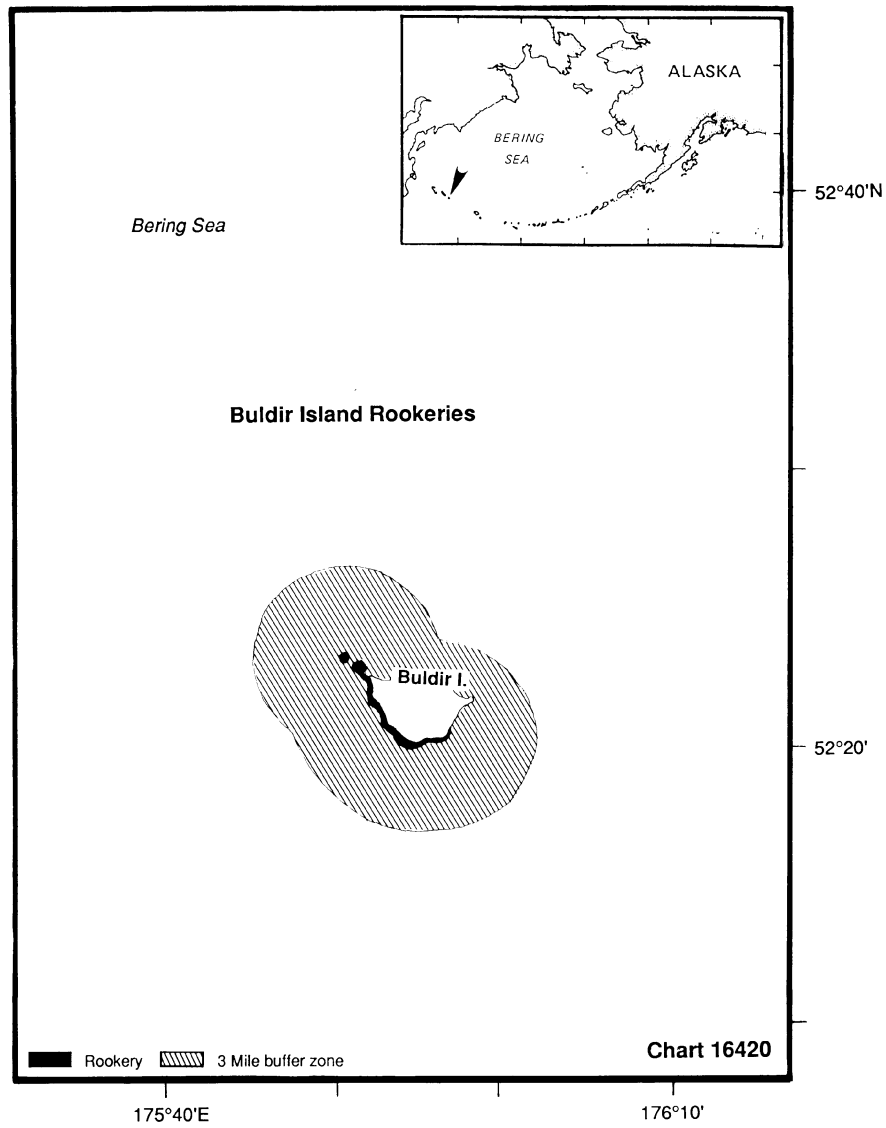 ALASKA
BERING
SEA
52°40'N
Bering Sea
Buldir Island Rookeries
Buldir I.
52°20'
Rookery
3 Mile buffer zone
Chart 16420
175°40'E
176°10'